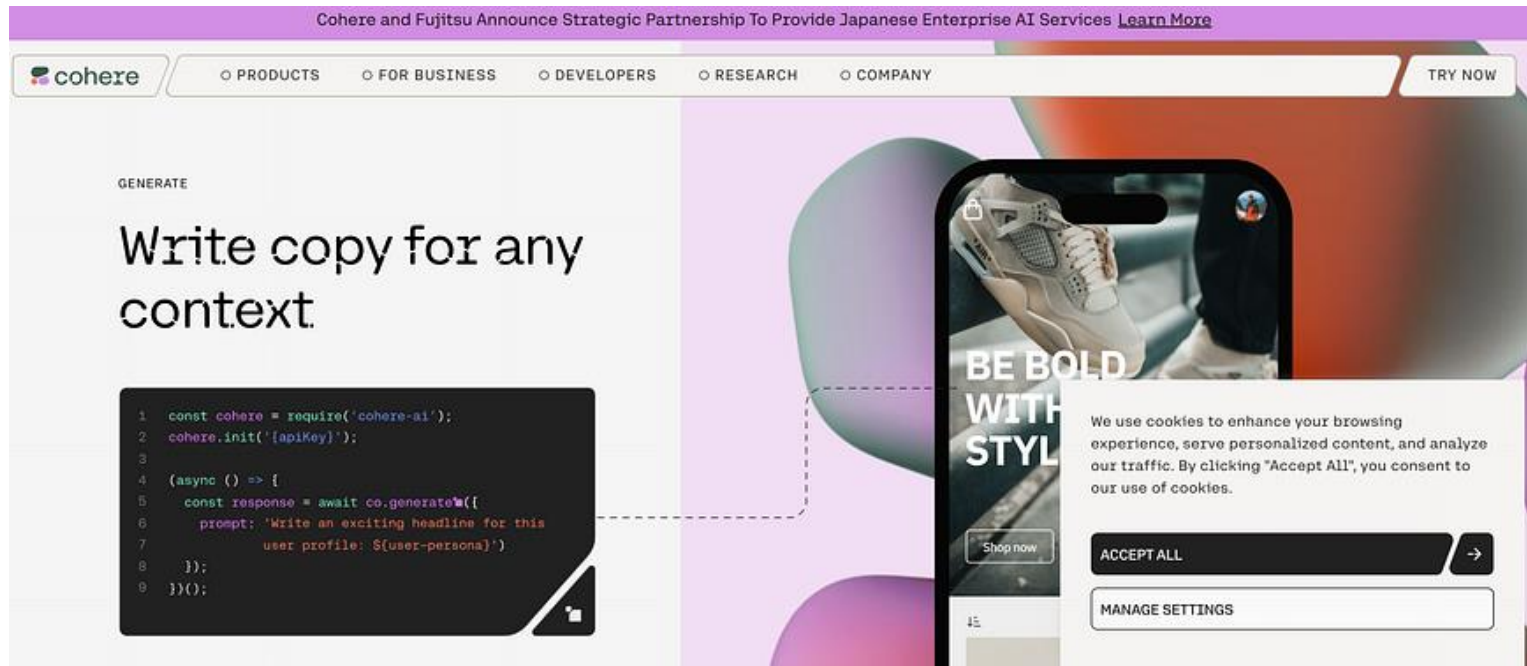 Cohere and Fujitsu Announce Strategic Partnership To Provide Japanese Enterprise AI Services Learn More
cohere
PRODUCTS
FOR BUSINESS
DEVELOPERS
RESEARCH
COMPANY
TRY NOW
GENERATE
Write copy for any
context
1 const cohere = require('cohere-ai');
2 cohere.init('{apiKey}');
3
4 (async () => {
5 const response = await co.generate({
6 prompt: 'Write an exciting headline for this
7 user profile: ${user-persona}')
8 });
9 })();
BE BOLD
WITH
STYL
Shop now
We use cookies to enhance your browsing
experience, serve personalized content, and analyze
our traffic. By clicking "Accept All", you consent to
our use of cookies.
ACCEPT ALL
MANAGE SETTINGS